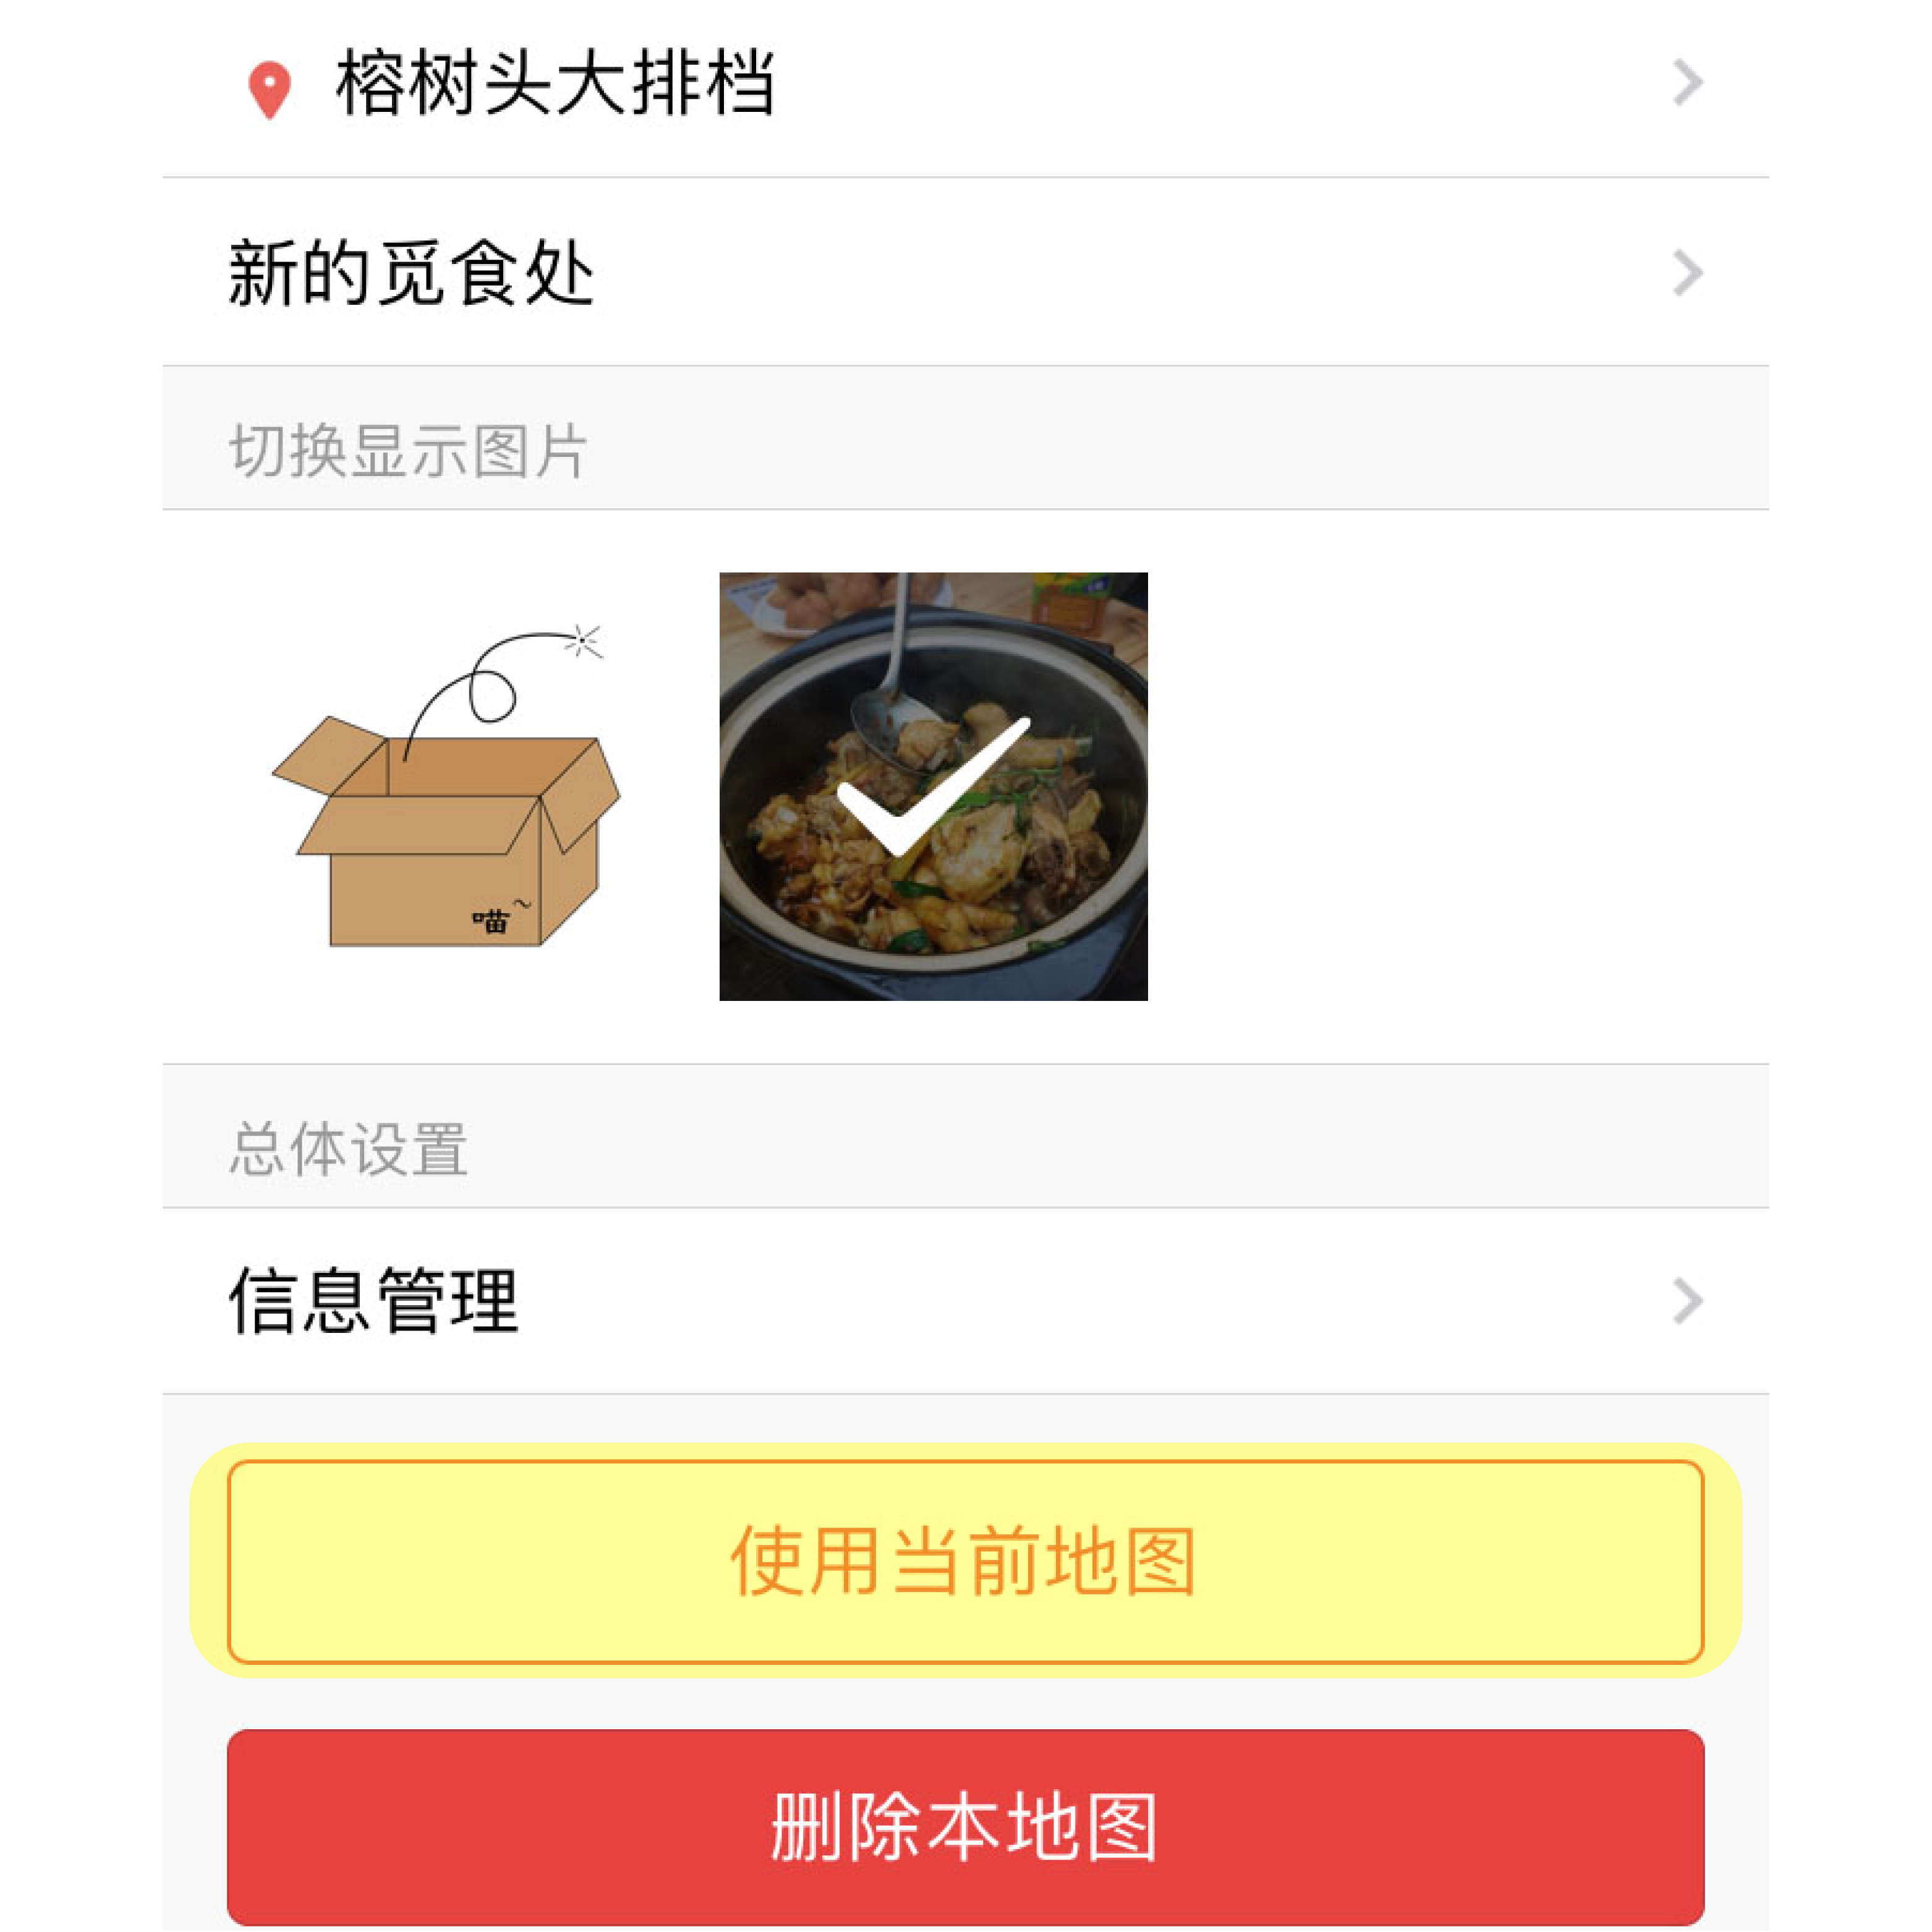 榕树头大排档
新的觅食处
切换显示图片
喵~
总体设置
信息管理
使用当前地图
删除本地图